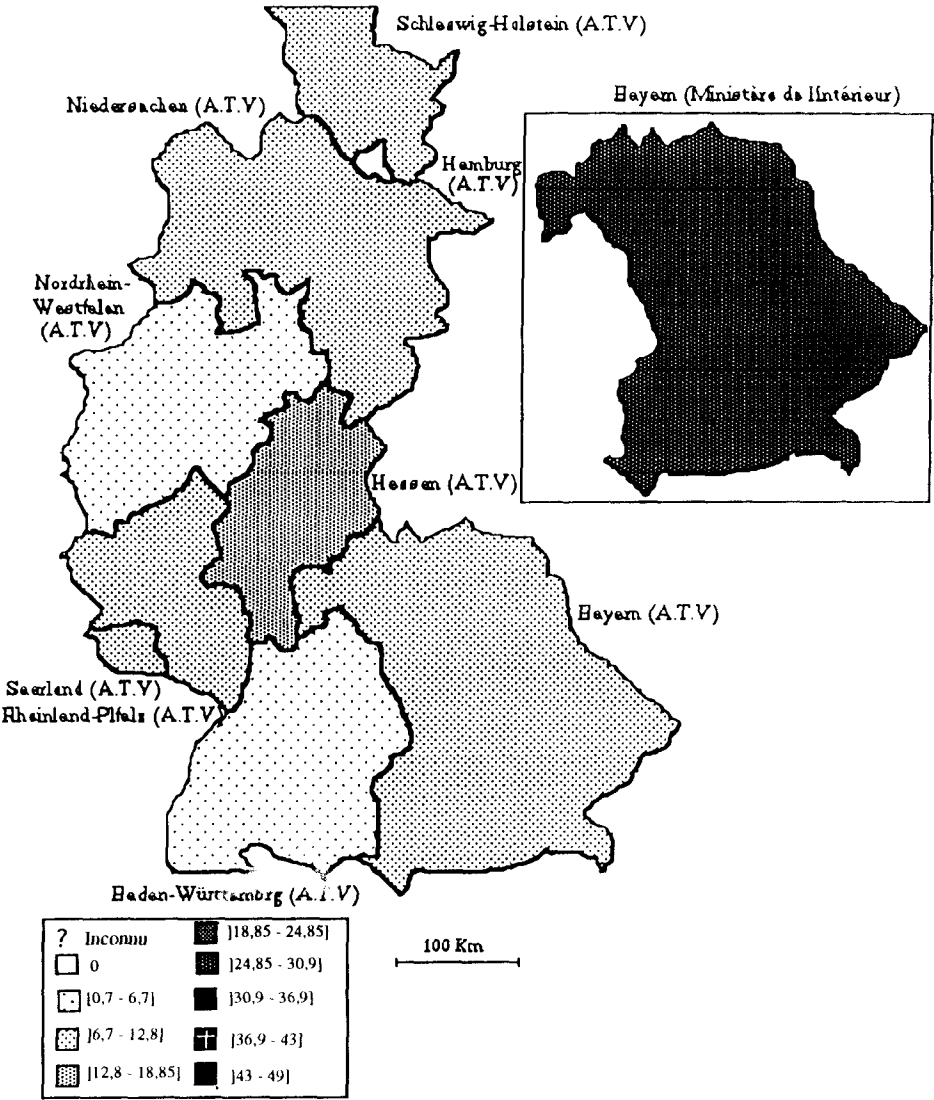 Schleswig-Holstein (A.T.V)
Bayern (Ministère de l'Intérieur)
Niedersachen (A.T.V)
Hamburg
(A.T.V)
Nordrhein-
Westfalen
(A.T.V)
Hessen (A.T.V)
Bayern (A.T.V)
Saarland (A.T.V)
Rheinland-Plfalz (A.T.V)
Baden-Württemberg (A.T.V)
? Inconnu
0
]0,7 - 6,7]
]6,7 - 12,8]
]12,8 - 18,85]
]18,85 - 24,85]
]24,85 - 30,9]
]30,9 - 36,9]
]36,9 - 43]
]43 - 49]
100 Km